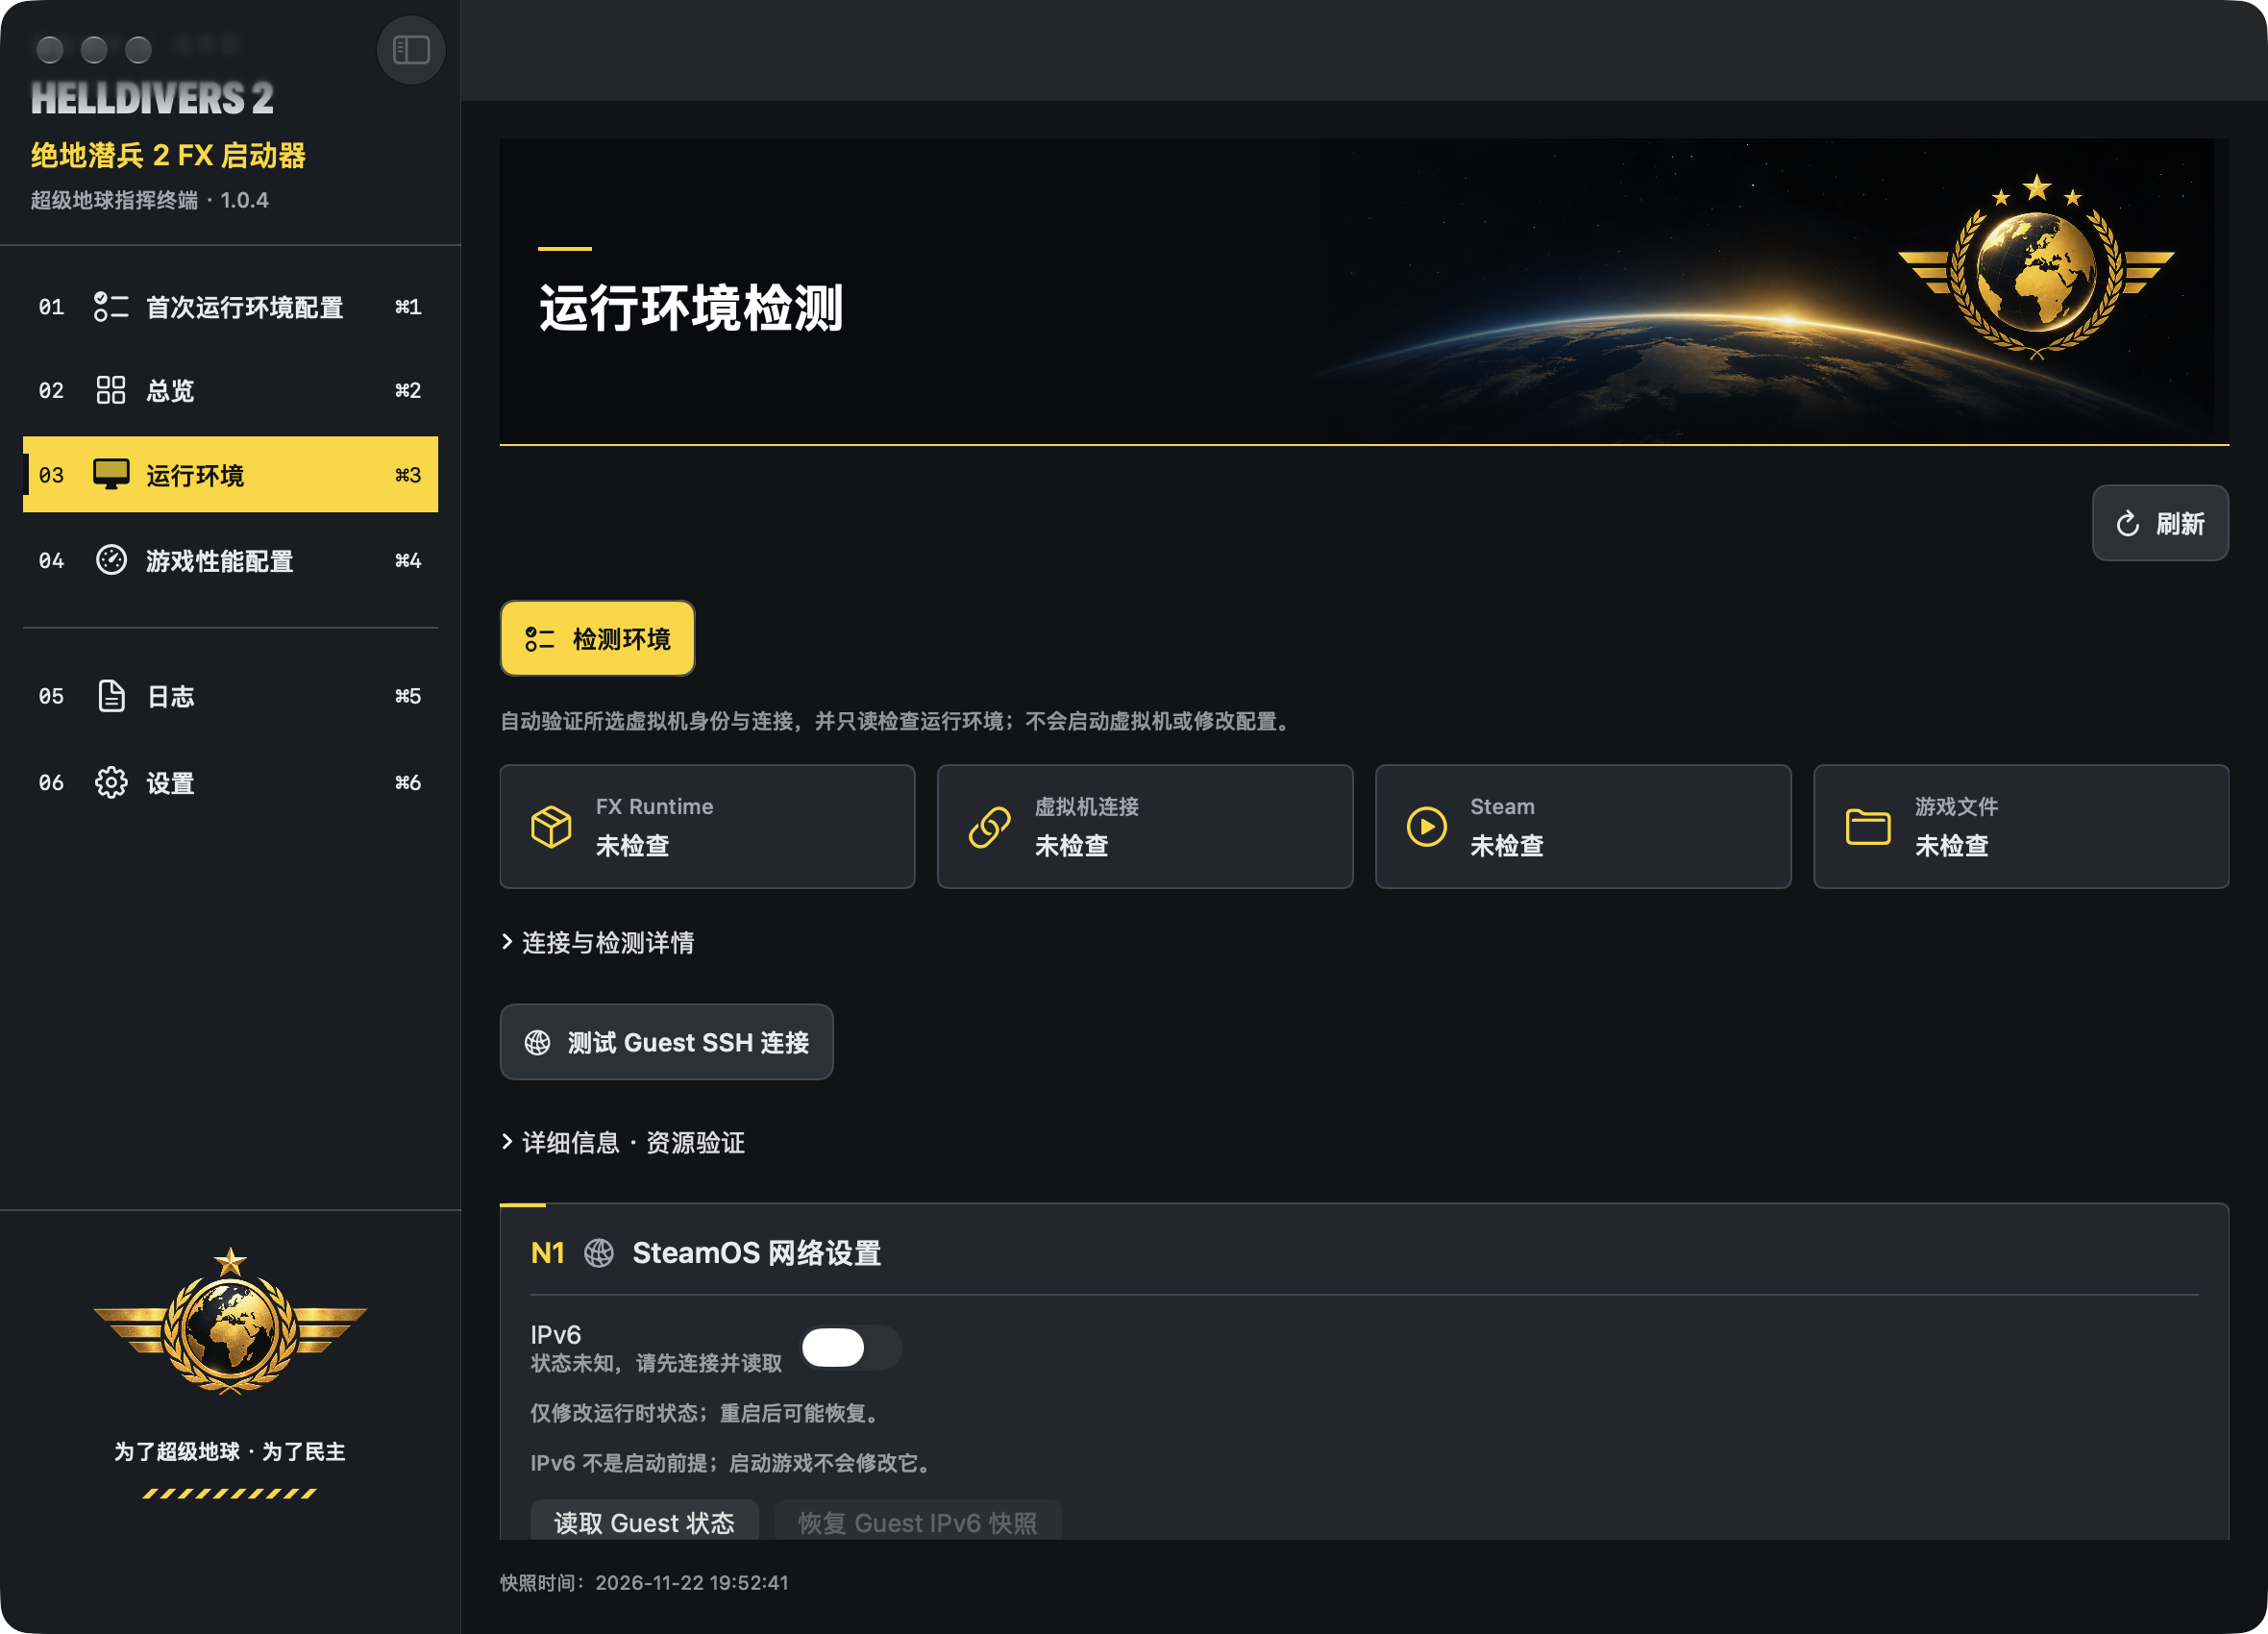 HELLDIVERS 2
绝地潜兵 2 FX 启动器
超级地球指挥终端 · 1.0.4
01 首次运行环境配置 ⌘1
02 总览 ⌘2
03 运行环境 ⌘3
04 游戏性能配置 ⌘4
05 日志 ⌘5
06 设置 ⌘6
为了超级地球 · 为了民主
运行环境检测
刷新
检测环境
自动验证所选虚拟机身份与连接，并只读检查运行环境；不会启动虚拟机或修改配置。
FX Runtime
未检查
虚拟机连接
未检查
Steam
未检查
游戏文件
未检查
连接与检测详情
测试 Guest SSH 连接
详细信息 · 资源验证
N1 SteamOS 网络设置
IPv6
状态未知，请先连接并读取
仅修改运行时状态；重启后可能恢复。
IPv6 不是启动前提；启动游戏不会修改它。
读取 Guest 状态 恢复 Guest IPv6 快照
快照时间：2026-11-22 19:52:41